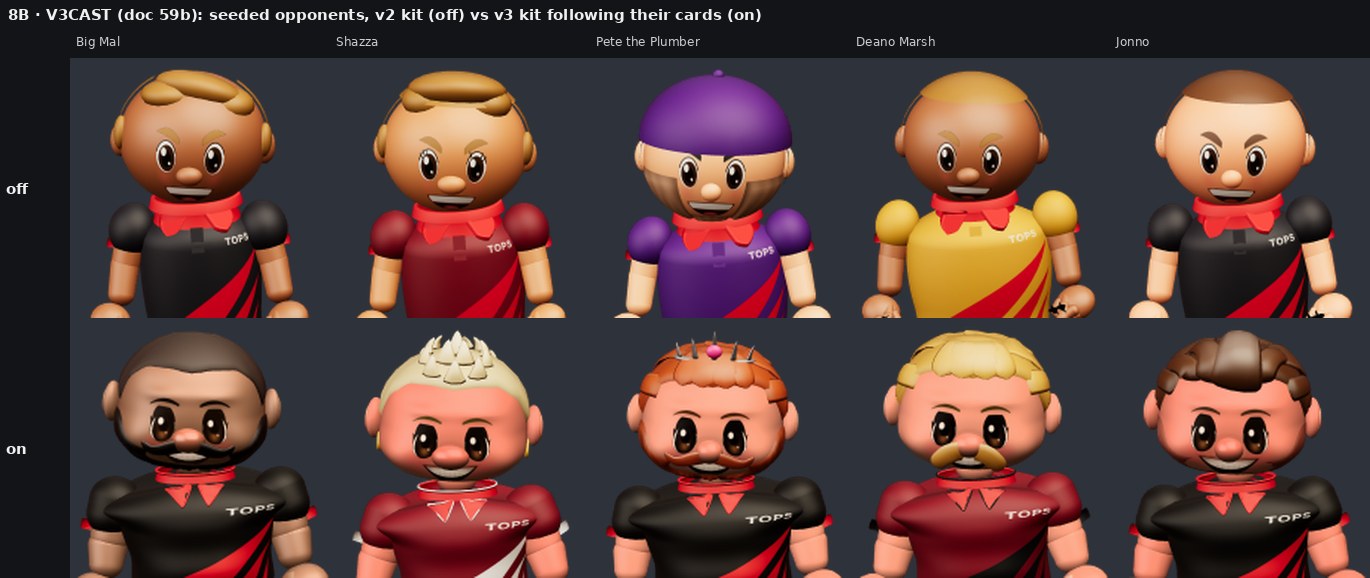 8B · V3CAST (doc 59b): seeded opponents, v2 kit (off) vs v3 kit following their cards (on)
Big Mal
Shazza
Pete the Plumber
Deano Marsh
Jonno
off
TOPS
TOPS
TOPS
TOPS
TOPS
on
TOPS
TOPS
TOPS
TOPS
TOPS